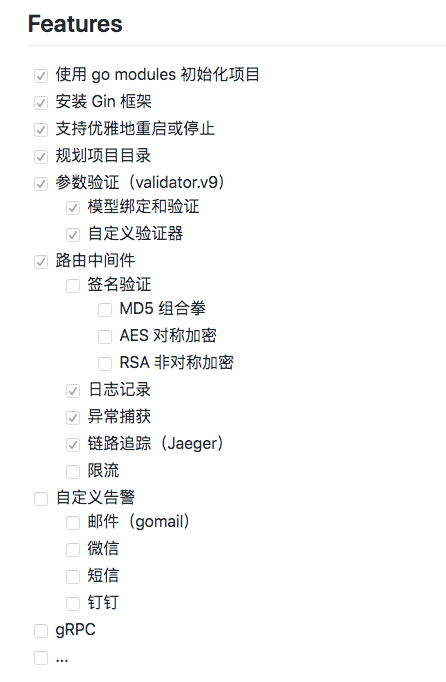 Features
使用 go modules 初始化项目
安装 Gin 框架
支持优雅地重启或停止
规划项目目录
参数验证（validator.v9）
模型绑定和验证
自定义验证器
路由中间件
签名验证
MD5 组合拳
AES 对称加密
RSA 非对称加密
日志记录
异常捕获
链路追踪（Jaeger）
限流
自定义告警
邮件（gomail）
微信
短信
钉钉
gRPC
...